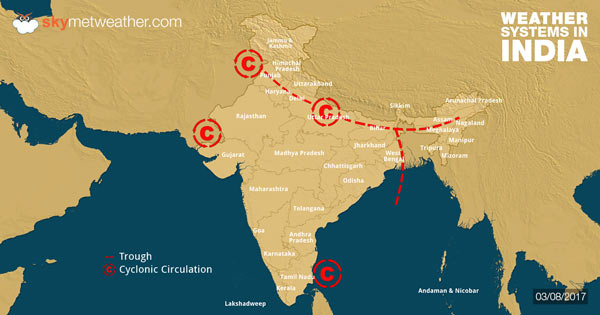 skymetweather.com
WEATHER
SYSTEMS IN
INDIA
Jammu &
Kashmir
C
Himachal
Pradesh
Punjab
Uttarakhand
Haryana
Delhi
C
Uttar Pradesh
Sikkim
Arunachal Pradesh
Assam
Nagaland
Meghalaya
Manipur
Tripura
Mizoram
Rajasthan
Bihar
C
Gujarat
Jharkhand
West
Bengal
Madhya Pradesh
Chhattisgarh
Odisha
Maharashtra
Telangana
Goa
Andhra
Pradesh
Karnataka
Trough
C Cyclonic Circulation
C
Tamil Nadu
Kerala
Lakshadweep
Andaman & Nicobar
03/08/2017